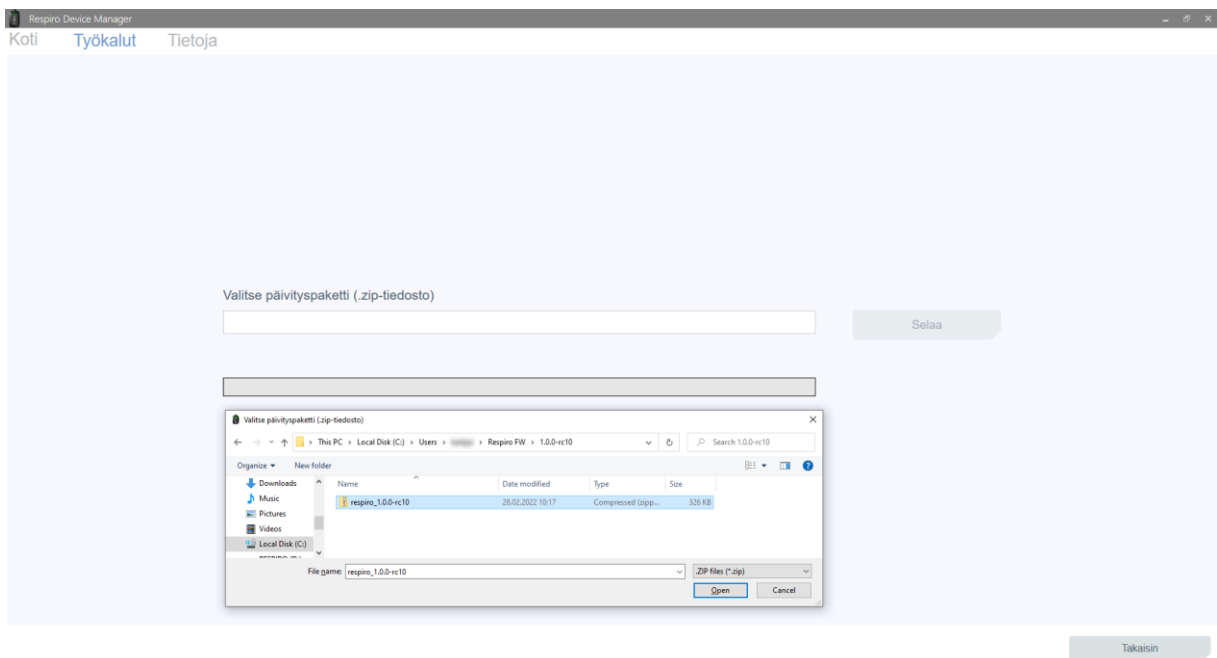 Respiro Device Manager
Koti Työkalut Tietoja
Valitse päivityspaketti (.zip-tiedosto)
Selaa
Valitse päivityspaketti (.zip-tiedosto)
This PC › Local Disk (C:) › Users › › Respiro FW › 1.0.0-rc10
Search 1.0.0-rc10
Organize New folder
Downloads
Music
Pictures
Videos
Local Disk (C:)
Name Date modified Type Size
respiro_1.0.0-rc10 28.02.2022 10:17 Compressed (zipp... 326 KB
File name: respiro_1.0.0-rc10 .ZIP files (*.zip)
Open Cancel
Takaisin